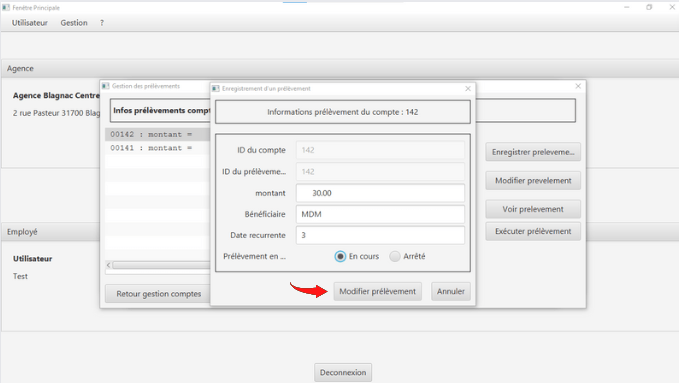 Fenêtre Principale
Utilisateur Gestion ?
Agence
Agence Blagnac Centre
2 rue Pasteur 31700 Blag
Gestion des prélèvements
Infos prélèvements compt
00142 : montant =
00141 : montant =
Enregistrer preleveme...
Modifier prevelement
Voir prelevement
Exécuter prélèvement
Retour gestion comptes
Enregistrement d'un prélèvement
Informations prélèvement du compte : 142
ID du compte 142
ID du prélèveme... 142
montant 30.00
Bénéficiaire MDM
Date recurrente 3
Prélèvement en ... En cours Arrêté
Modifier prélèvement Annuler
Employé
Utilisateur
Test
Deconnexion